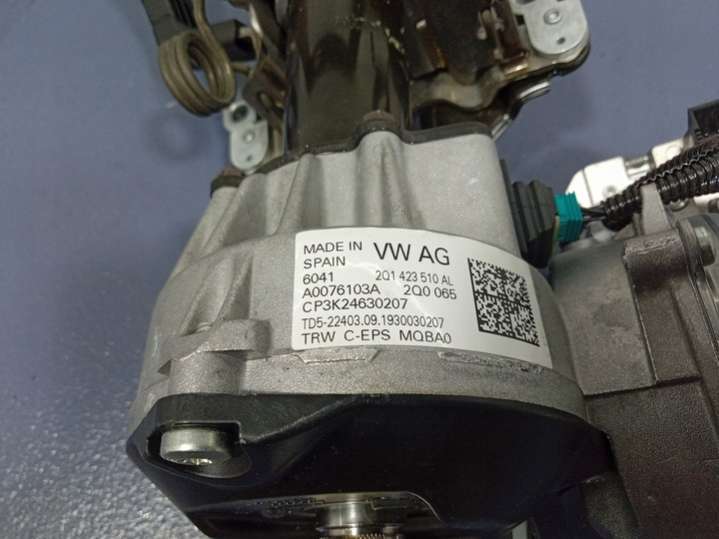 MADE IN SPAIN VW AG
6041 2Q1 423 510 AL
A0076103A 2Q0 065
CP3K24630207
TD5-22403.09.1930030207
TRW C-EPS MQBA0